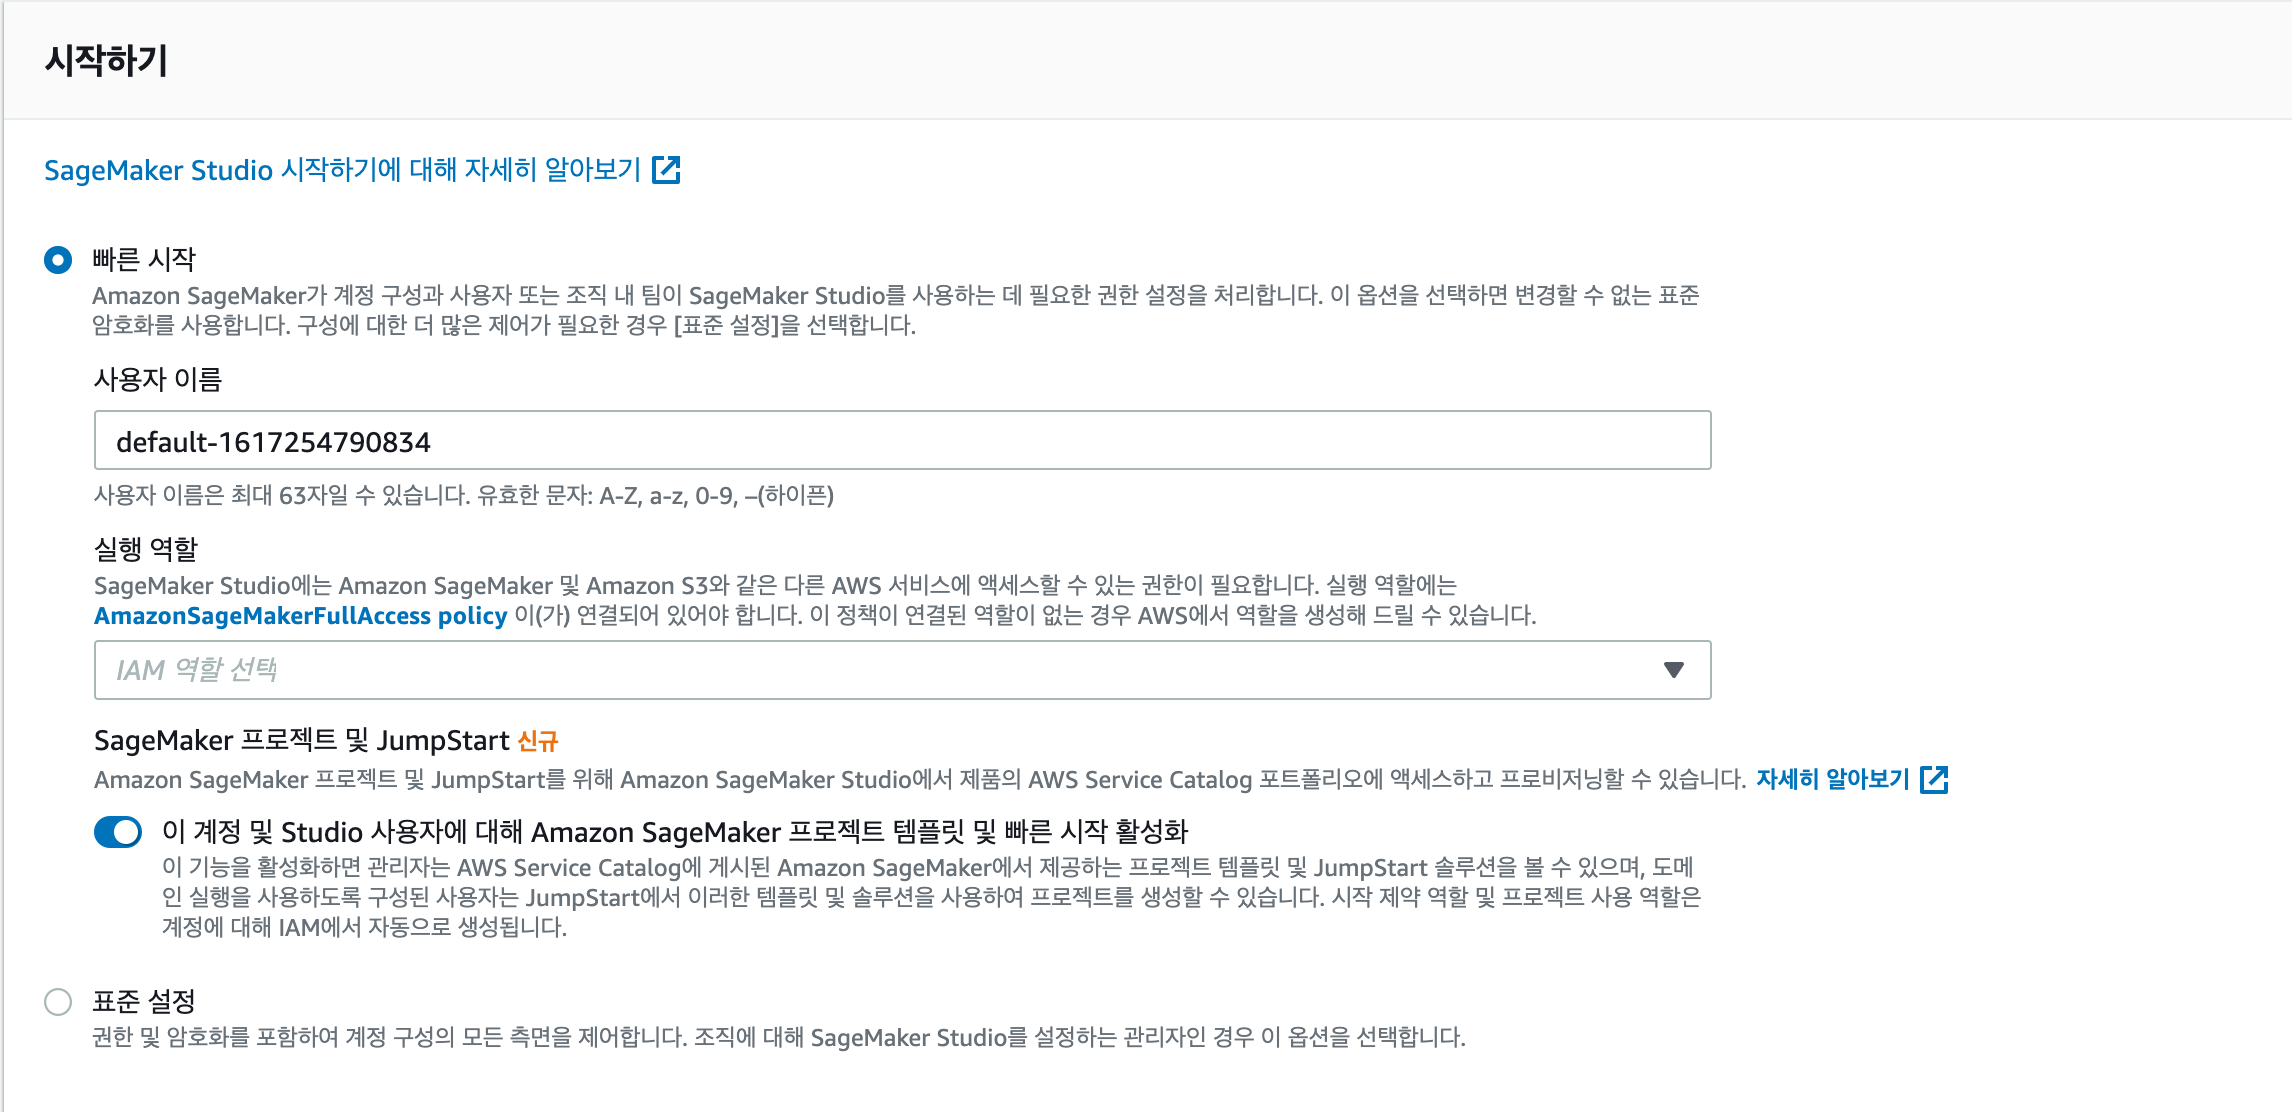 시작하기
SageMaker Studio 시작하기에 대해 자세히 알아보기
빠른 시작
Amazon SageMaker가 계정 구성과 사용자 또는 조직 내 팀이 SageMaker Studio를 사용하는 데 필요한 권한 설정을 처리합니다. 이 옵션을 선택하면 변경할 수 없는 표준
암호화를 사용합니다. 구성에 대한 더 많은 제어가 필요한 경우 [표준 설정]을 선택합니다.
사용자 이름
default-1617254790834
사용자 이름은 최대 63자일 수 있습니다. 유효한 문자: A-Z, a-z, 0-9, –(하이픈)
실행 역할
SageMaker Studio에는 Amazon SageMaker 및 Amazon S3와 같은 다른 AWS 서비스에 액세스할 수 있는 권한이 필요합니다. 실행 역할에는
AmazonSageMakerFullAccess policy 이(가) 연결되어 있어야 합니다. 이 정책이 연결된 역할이 없는 경우 AWS에서 역할을 생성해 드릴 수 있습니다.
IAM 역할 선택
SageMaker 프로젝트 및 JumpStart 신규
Amazon SageMaker 프로젝트 및 JumpStart를 위해 Amazon SageMaker Studio에서 제품의 AWS Service Catalog 포트폴리오에 액세스하고 프로비저닝할 수 있습니다. 자세히 알아보기
이 계정 및 Studio 사용자에 대해 Amazon SageMaker 프로젝트 템플릿 및 빠른 시작 활성화
이 기능을 활성화하면 관리자는 AWS Service Catalog에 게시된 Amazon SageMaker에서 제공하는 프로젝트 템플릿 및 JumpStart 솔루션을 볼 수 있으며, 도메
인 실행을 사용하도록 구성된 사용자는 JumpStart에서 이러한 템플릿 및 솔루션을 사용하여 프로젝트를 생성할 수 있습니다. 시작 제약 역할 및 프로젝트 사용 역할은
계정에 대해 IAM에서 자동으로 생성됩니다.
표준 설정
권한 및 암호화를 포함하여 계정 구성의 모든 측면을 제어합니다. 조직에 대해 SageMaker Studio를 설정하는 관리자인 경우 이 옵션을 선택합니다.